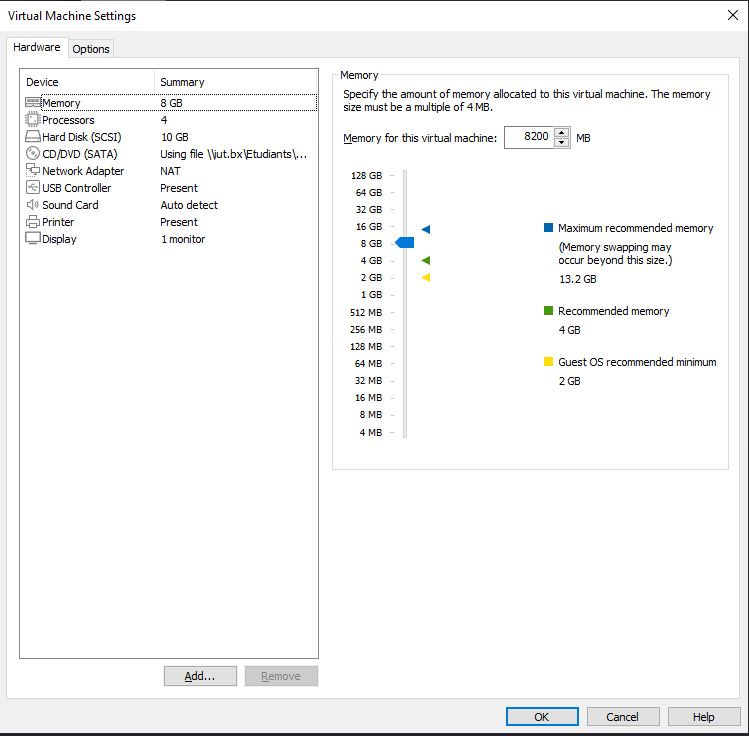 Virtual Machine Settings
Hardware Options
Device Summary
Memory 8 GB
Processors 4
Hard Disk (SCSI) 10 GB
CD/DVD (SATA) Using file \\iut.bx\Etudiants\...
Network Adapter NAT
USB Controller Present
Sound Card Auto detect
Printer Present
Display 1 monitor
Add...
Remove
Memory
Specify the amount of memory allocated to this virtual machine. The memory
size must be a multiple of 4 MB.
Memory for this virtual machine: 8200 MB
128 GB
64 GB
32 GB
16 GB
8 GB
4 GB
2 GB
1 GB
512 MB
256 MB
128 MB
64 MB
32 MB
16 MB
8 MB
4 MB
Maximum recommended memory
(Memory swapping may
occur beyond this size.)
13.2 GB
Recommended memory
4 GB
Guest OS recommended minimum
2 GB
OK
Cancel
Help